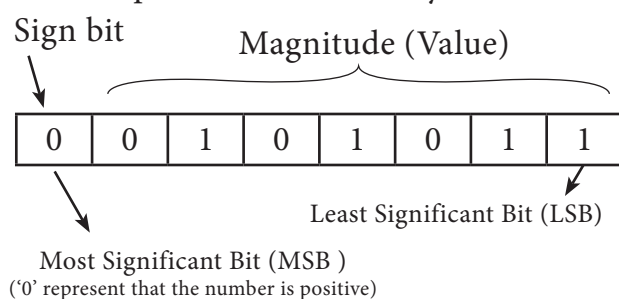 Sign bit
Magnitude (Value)
0 0 1 0 1 0 1 1
Least Significant Bit (LSB)
Most Significant Bit (MSB )
(‘0’ represent that the number is positive)